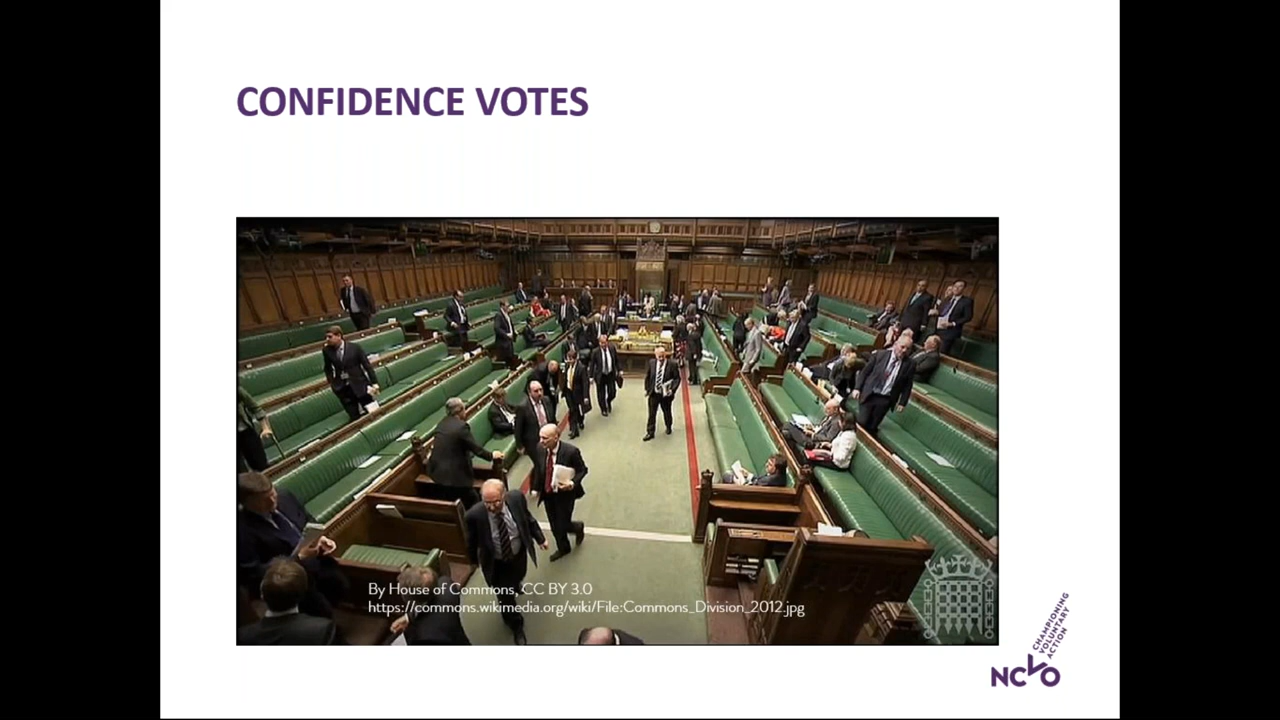 CONFIDENCE VOTES
By House of Commons, CC BY 3.0
https://commons.wikimedia.org/wiki/File:Commons_Division_2012.jpg
CHAMPIONING
VOLUNTARY
ACTION
NCVO